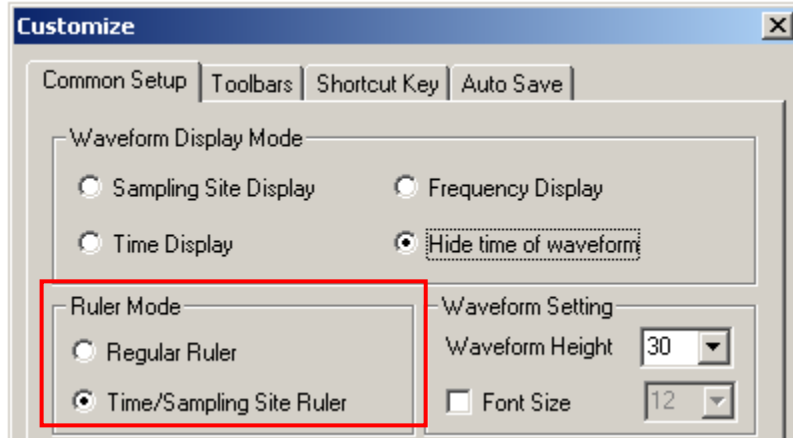 Customize
Common Setup Toolbars Shortcut Key Auto Save
Waveform Display Mode
Sampling Site Display Frequency Display
Time Display Hide time of waveform
Ruler Mode Waveform Setting
Regular Ruler Waveform Height 30
Time/Sampling Site Ruler Font Size 12